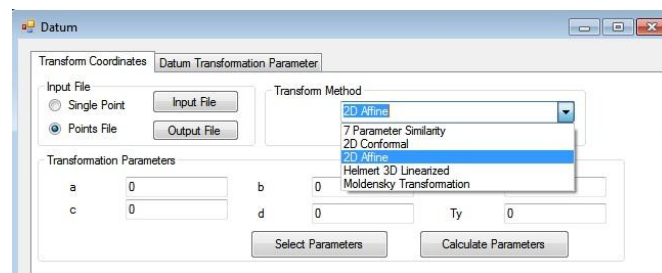 Datum
Transform Coordinates
Datum Transformation Parameter
Input File
Single Point
Input File
Points File
Output File
Transform Method
2D Affine
7 Parameter Similarity
2D Conformal
2D Affine
Helmert 3D Linearized
Moldensky Transformation
Transformation Parameters
a 0 b 0
c 0 d 0 Ty 0
Select Parameters
Calculate Parameters